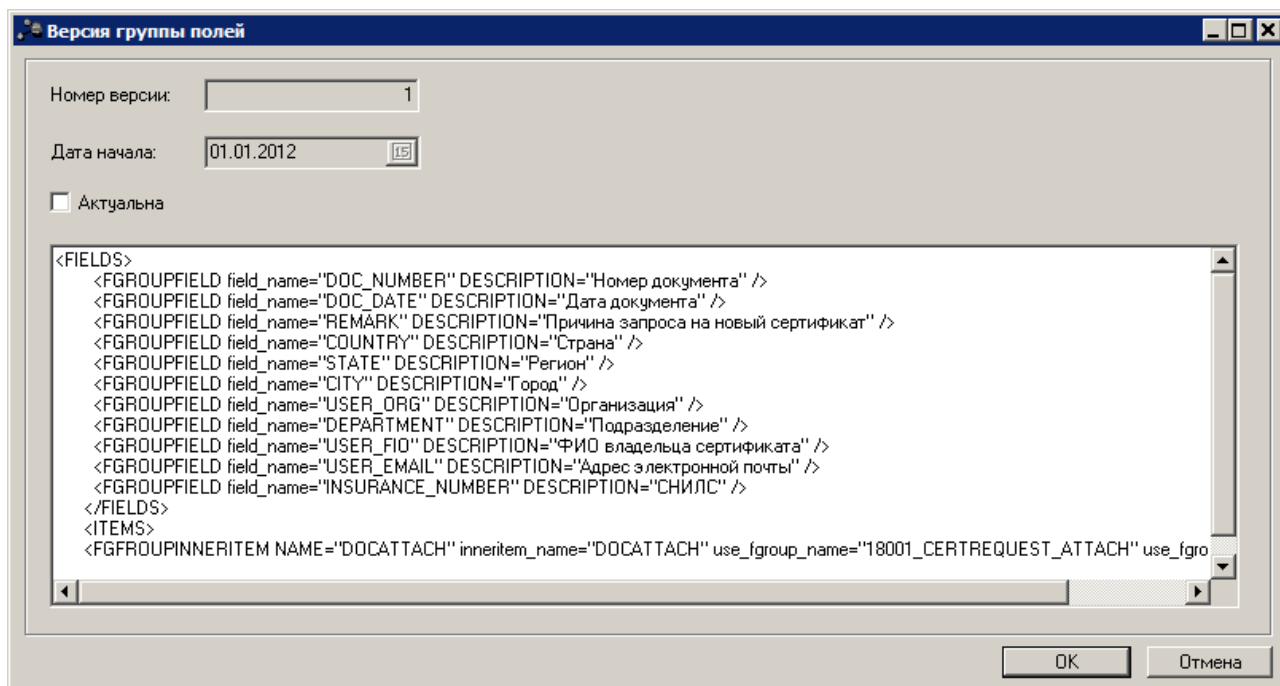 Версия группы полей
Номер версии: 1
Дата начала: 01.01.2012 15
Актуальна
<FIELDS>
<FGROUPFIELD field_name="DOC_NUMBER" DESCRIPTION="Номер документа" />
<FGROUPFIELD field_name="DOC_DATE" DESCRIPTION="Дата документа" />
<FGROUPFIELD field_name="REMARK" DESCRIPTION="Причина запроса на новый сертификат" />
<FGROUPFIELD field_name="COUNTRY" DESCRIPTION="Страна" />
<FGROUPFIELD field_name="STATE" DESCRIPTION="Регион" />
<FGROUPFIELD field_name="CITY" DESCRIPTION="Город" />
<FGROUPFIELD field_name="USER_ORG" DESCRIPTION="Организация" />
<FGROUPFIELD field_name="DEPARTMENT" DESCRIPTION="Подразделение" />
<FGROUPFIELD field_name="USER_FIO" DESCRIPTION="ФИО владельца сертификата" />
<FGROUPFIELD field_name="USER_EMAIL" DESCRIPTION="Адрес электронной почты" />
<FGROUPFIELD field_name="INSURANCE_NUMBER" DESCRIPTION="СНИЛС" />
</FIELDS>
<ITEMS>
<FGFROUPINNERITEM NAME="DOCATTACH" inneritem_name="DOCATTACH" use_fgroup_name="18001_CERTREQUEST_ATTACH" use_fgro
OK Отмена